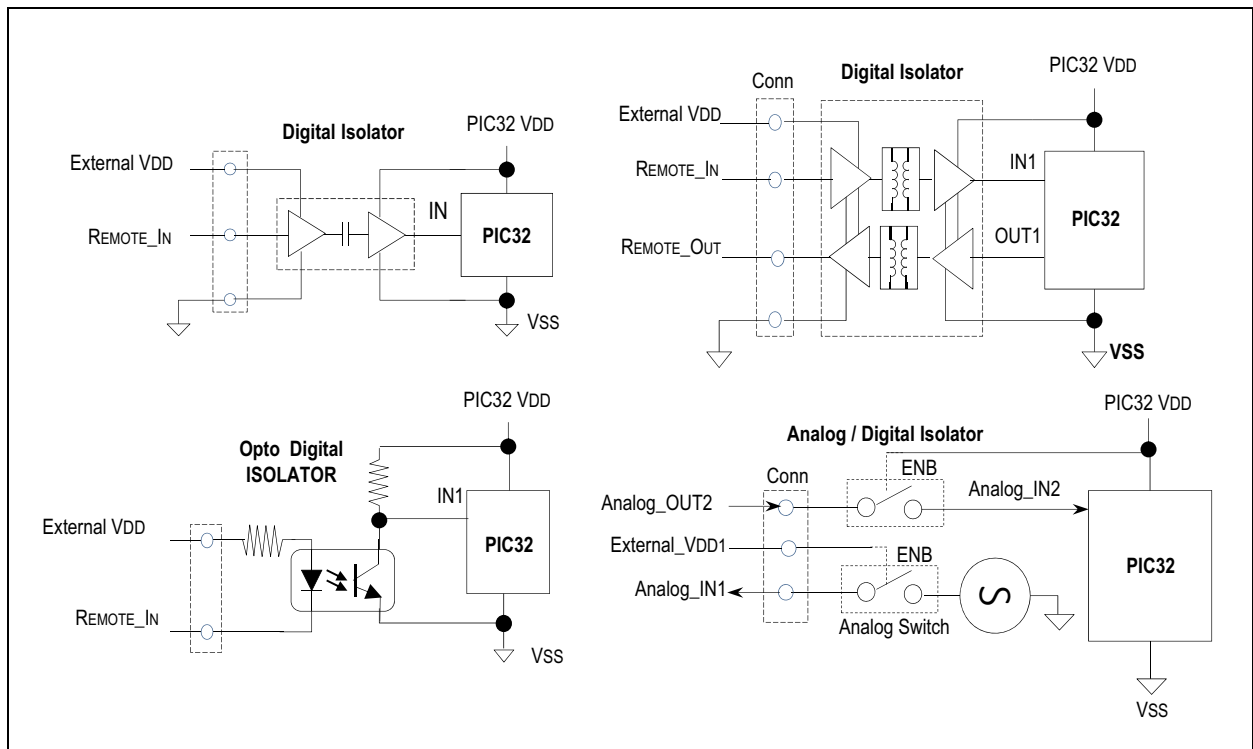 Digital Isolator
PIC32 VDD
External VDD
REMOTE_IN
IN
PIC32
VSS
Conn
Digital Isolator
PIC32 VDD
External VDD
REMOTE_IN
IN1
PIC32
REMOTE_OUT
OUT1
VSS
PIC32 VDD
Opto Digital
ISOLATOR
IN1
External VDD
PIC32
REMOTE_IN
VSS
PIC32 VDD
Analog / Digital Isolator
Conn
ENB
Analog_OUT2
Analog_IN2
External_VDD1
ENB
PIC32
Analog_IN1
Analog Switch
VSS